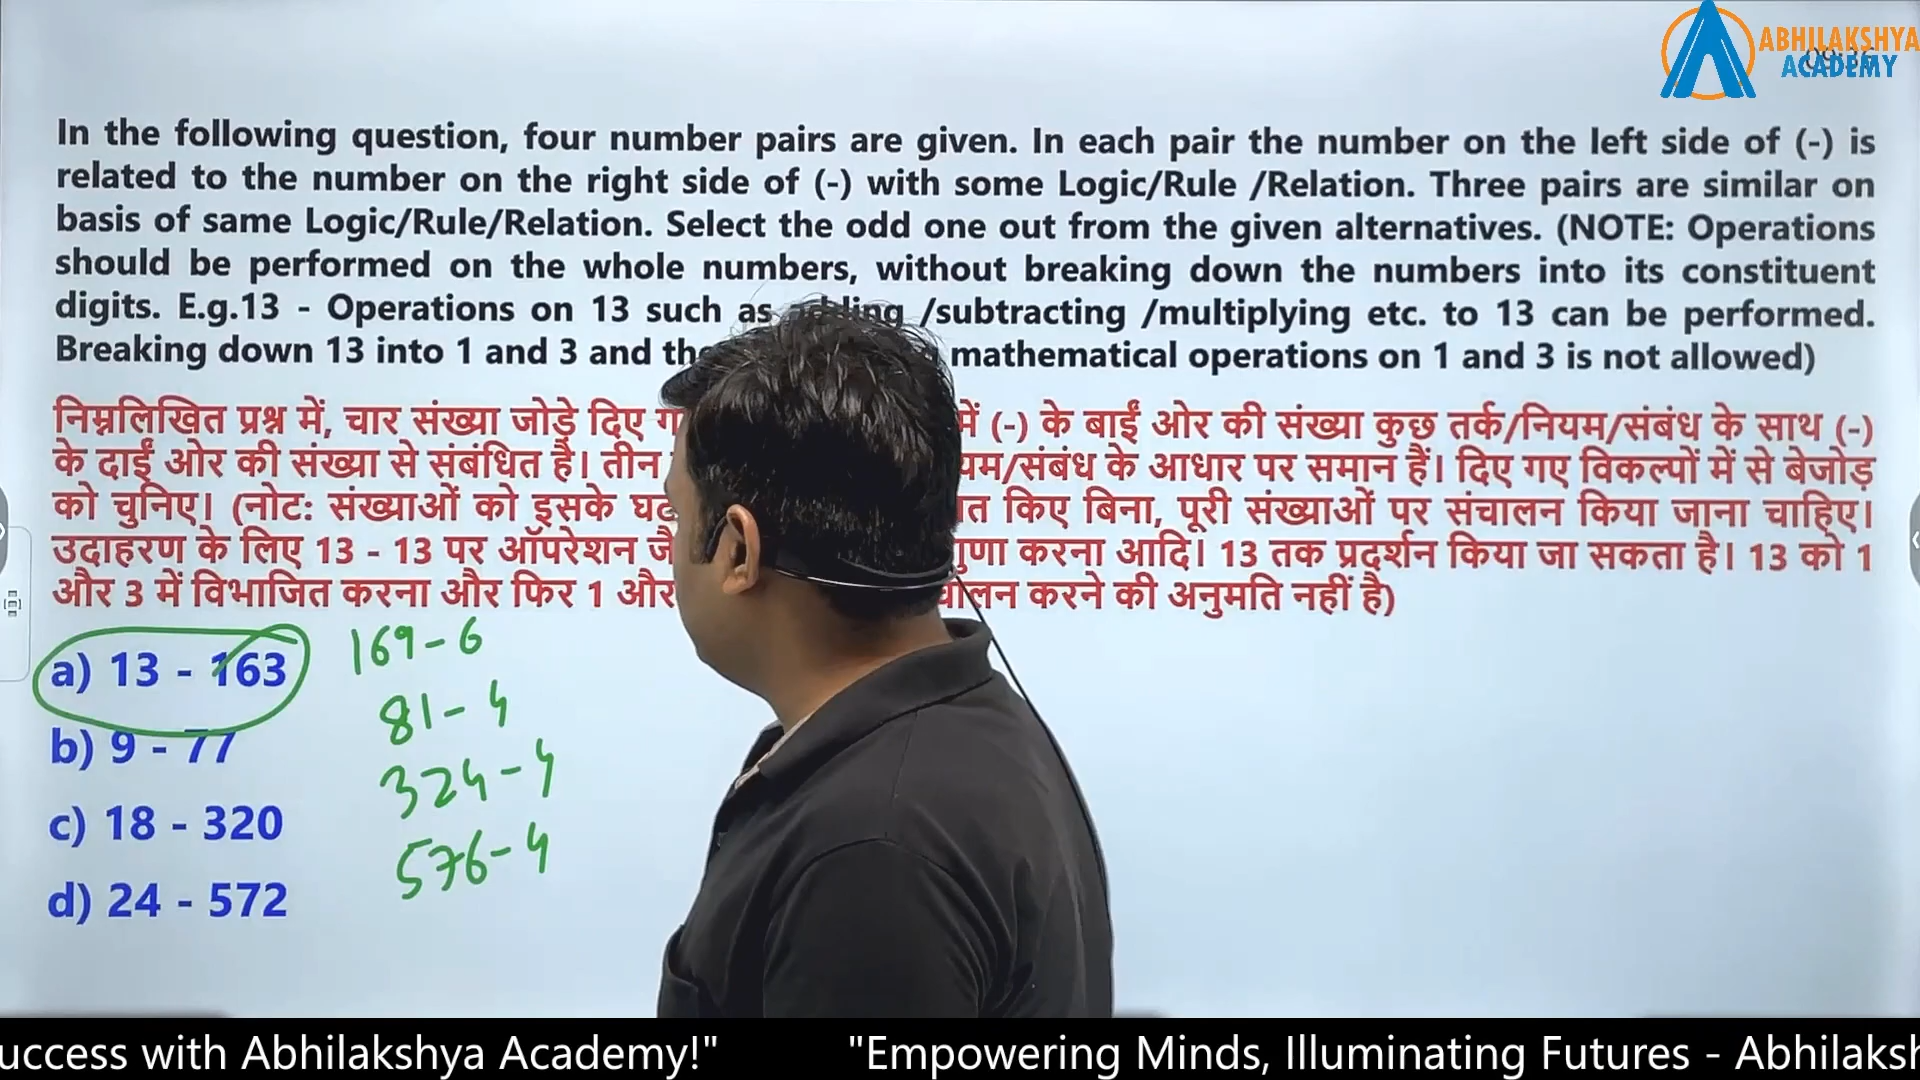 ABHILAKSHYA
ACADEMY
In the following question, four number pairs are given. In each pair the number on the left side of (-) is
related to the number on the right side of (-) with some Logic/Rule /Relation. Three pairs are similar on
basis of same Logic/Rule/Relation. Select the odd one out from the given alternatives. (NOTE: Operations
should be performed on the whole numbers, without breaking down the numbers into its constituent
digits. E.g.13 - Operations on 13 such as adding /subtracting /multiplying etc. to 13 can be performed.
Breaking down 13 into 1 and 3 and mathematical operations on 1 and 3 is not allowed)
निम्नलिखित प्रश्न में, चार संख्या जोड़े दिए में (-) के बाईं ओर की संख्या कुछ तर्क/नियम/संबंध के साथ (-)
के दाईं ओर की संख्या से संबंधित है। तीन संबंध के आधार पर समान हैं। दिए गए विकल्पों में से बेजोड़
को चुनिए। (नोट: संख्याओं को इसके किए बिना, पूरी संख्याओं पर संचालन किया जाना चाहिए।
उदाहरण के लिए 13 - 13 पर ऑपरेशन करना आदि। 13 तक प्रदर्शन किया जा सकता है। 13 को 1
और 3 में विभाजित करना और फिर 1 और करने की अनुमति नहीं है)
a) 13 - 163 169-6
b) 9 - 77 81-4
c) 18 - 320 324-4
d) 24 - 572 576-4
uccess with Abhilakshya Academy!" "Empowering Minds, Illuminating Futures - Abhilaksh